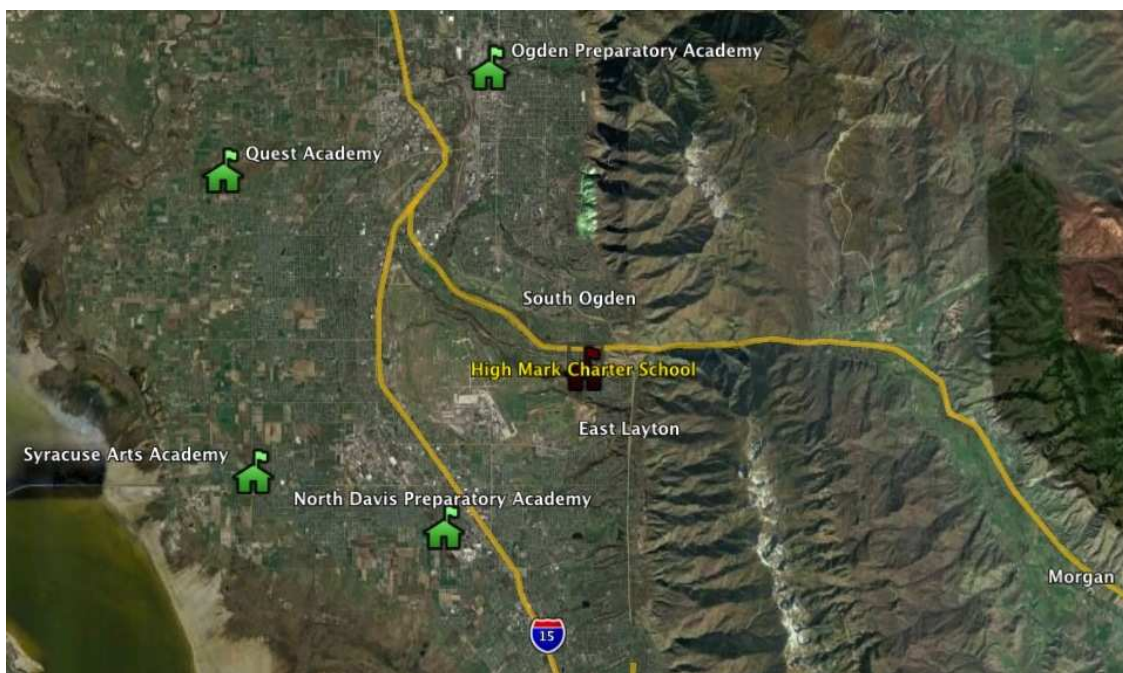 Ogden Preparatory Academy
Quest Academy
South Ogden
High Mark Charter School
East Layton
Syracuse Arts Academy
North Davis Preparatory Academy
Morgan
15